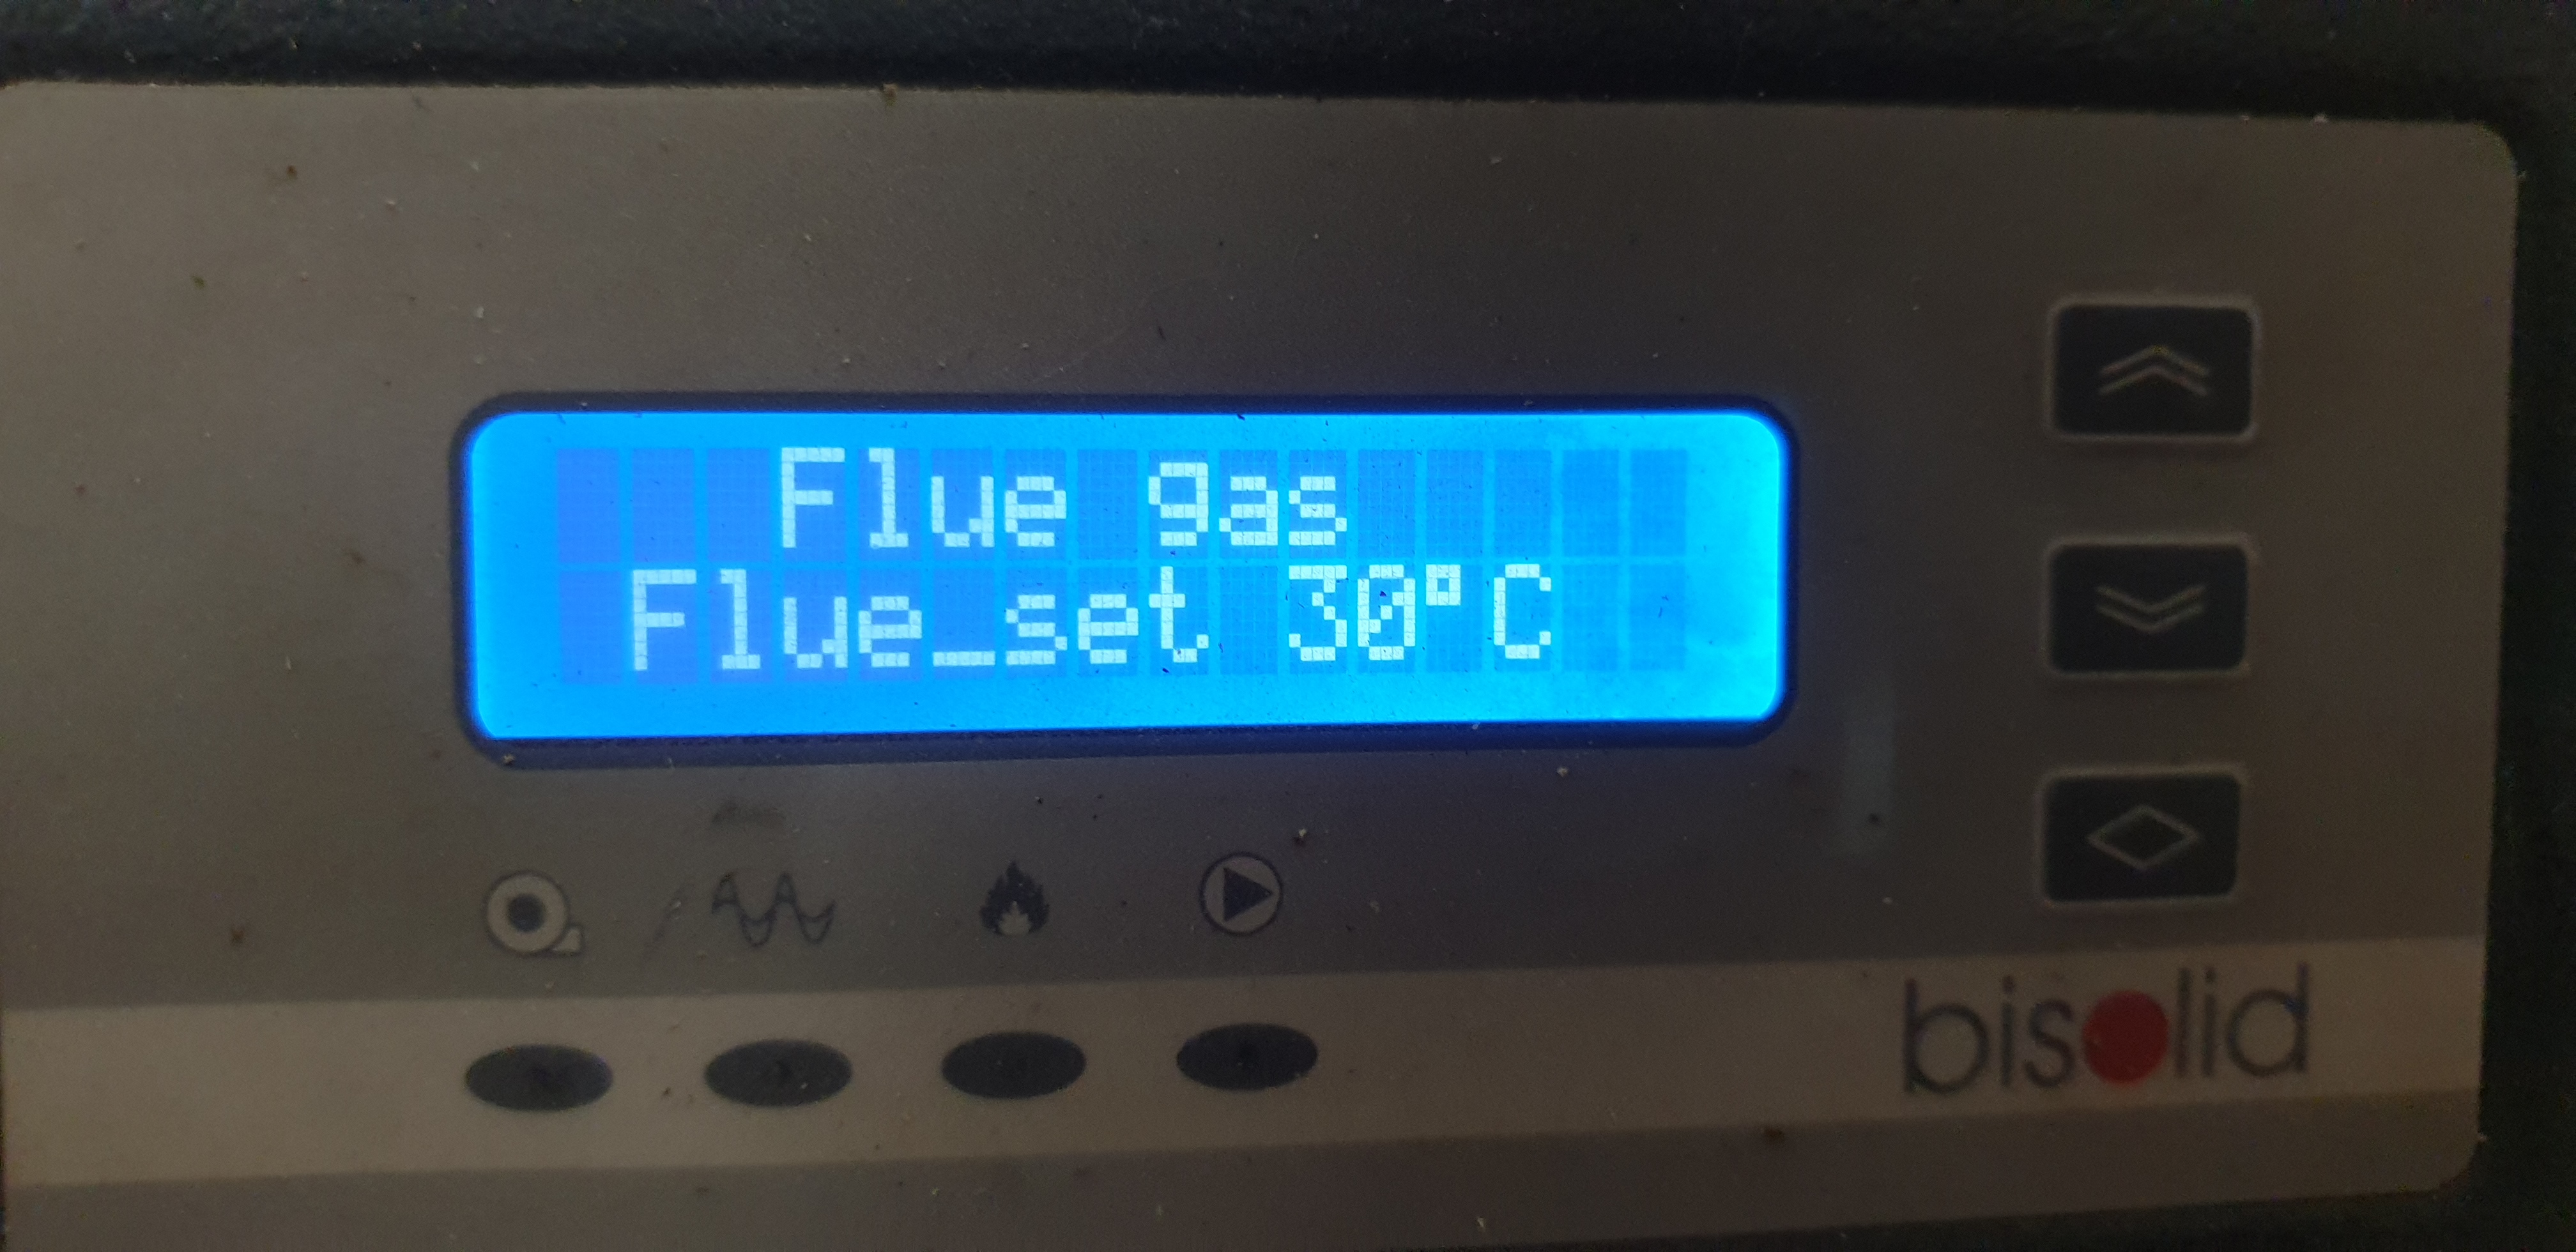 Flue gas
Flue_set 30°C
bisolid